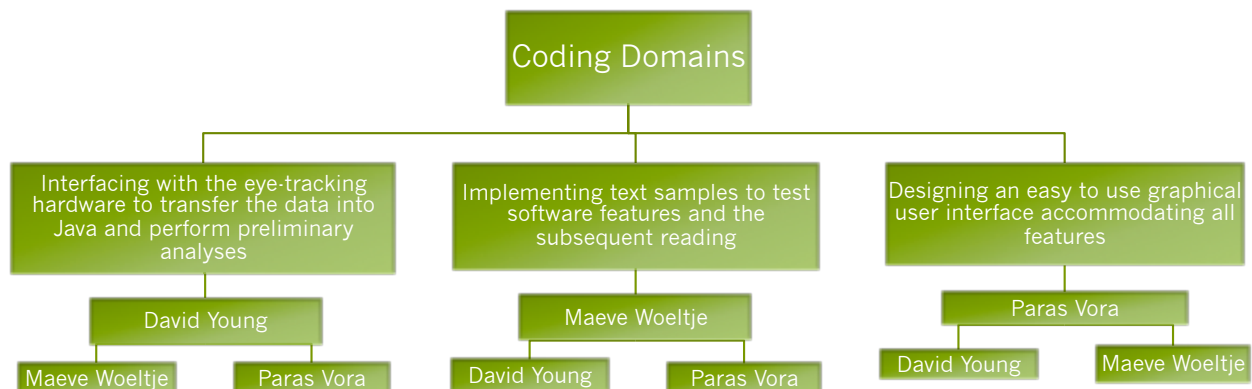 Coding Domains
Interfacing with the eye-tracking
hardware to transfer the data into
Java and perform preliminary
analyses
Implementing text samples to test
software features and the
subsequent reading
Designing an easy to use graphical
user interface accommodating all
features
David Young
Maeve Woeltje
Paras Vora
Maeve Woeltje
Paras Vora
David Young
Paras Vora
David Young
Maeve Woeltje